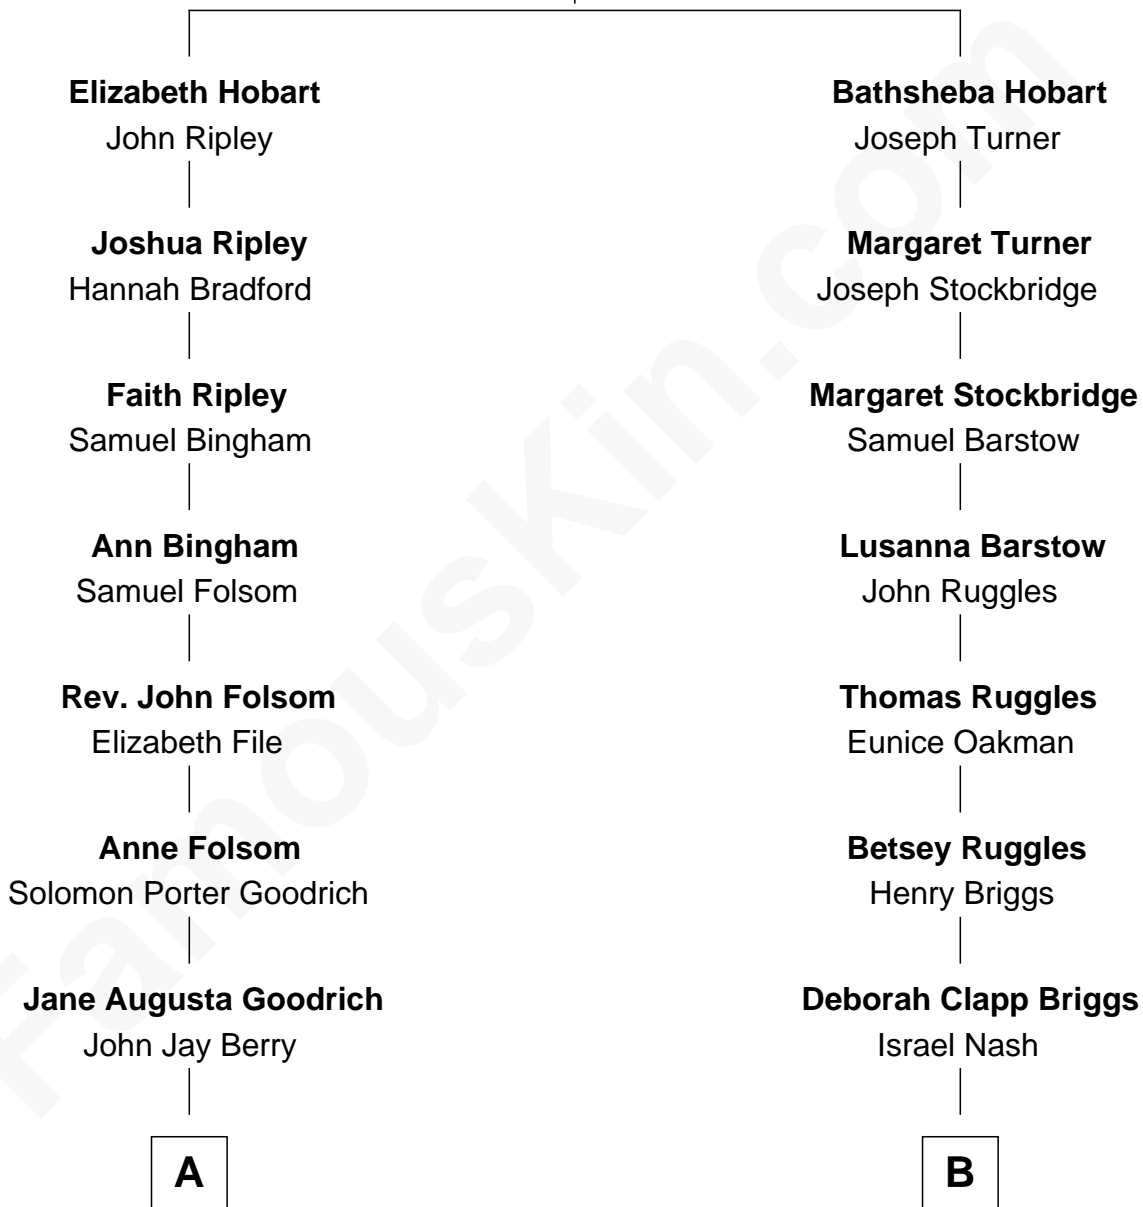 Elizabeth Hobart
John Ripley
Joshua Ripley
Hannah Bradford
Faith Ripley
Samuel Bingham
Ann Bingham
Samuel Folsom
Rev. John Folsom
Elizabeth File
Anne Folsom
Solomon Porter Goodrich
Jane Augusta Goodrich
John Jay Berry
A
Bathsheba Hobart
Joseph Turner
Margaret Turner
Joseph Stockbridge
Margaret Stockbridge
Samuel Barstow
Lusanna Barstow
John Ruggles
Thomas Ruggles
Eunice Oakman
Betsey Ruggles
Henry Briggs
Deborah Clapp Briggs
Israel Nash
B
FamousKin.com